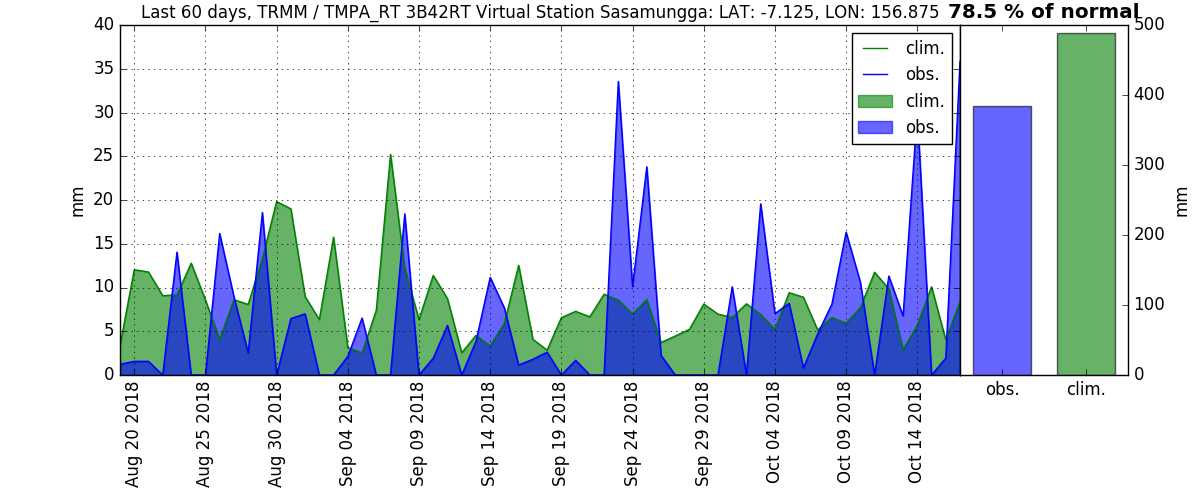 Last 60 days, TRMM / TMPA_RT 3B42RT Virtual Station Sasamungga: LAT: -7.125, LON: 156.875 78.5 % of normal
40
35
30
25
20
15
10
5
0
mm
clim.
obs.
clim.
obs.
500
400
300
200
100
0
mm
Aug 20 2018
Aug 25 2018
Aug 30 2018
Sep 04 2018
Sep 09 2018
Sep 14 2018
Sep 19 2018
Sep 24 2018
Sep 29 2018
Oct 04 2018
Oct 09 2018
Oct 14 2018
obs.
clim.